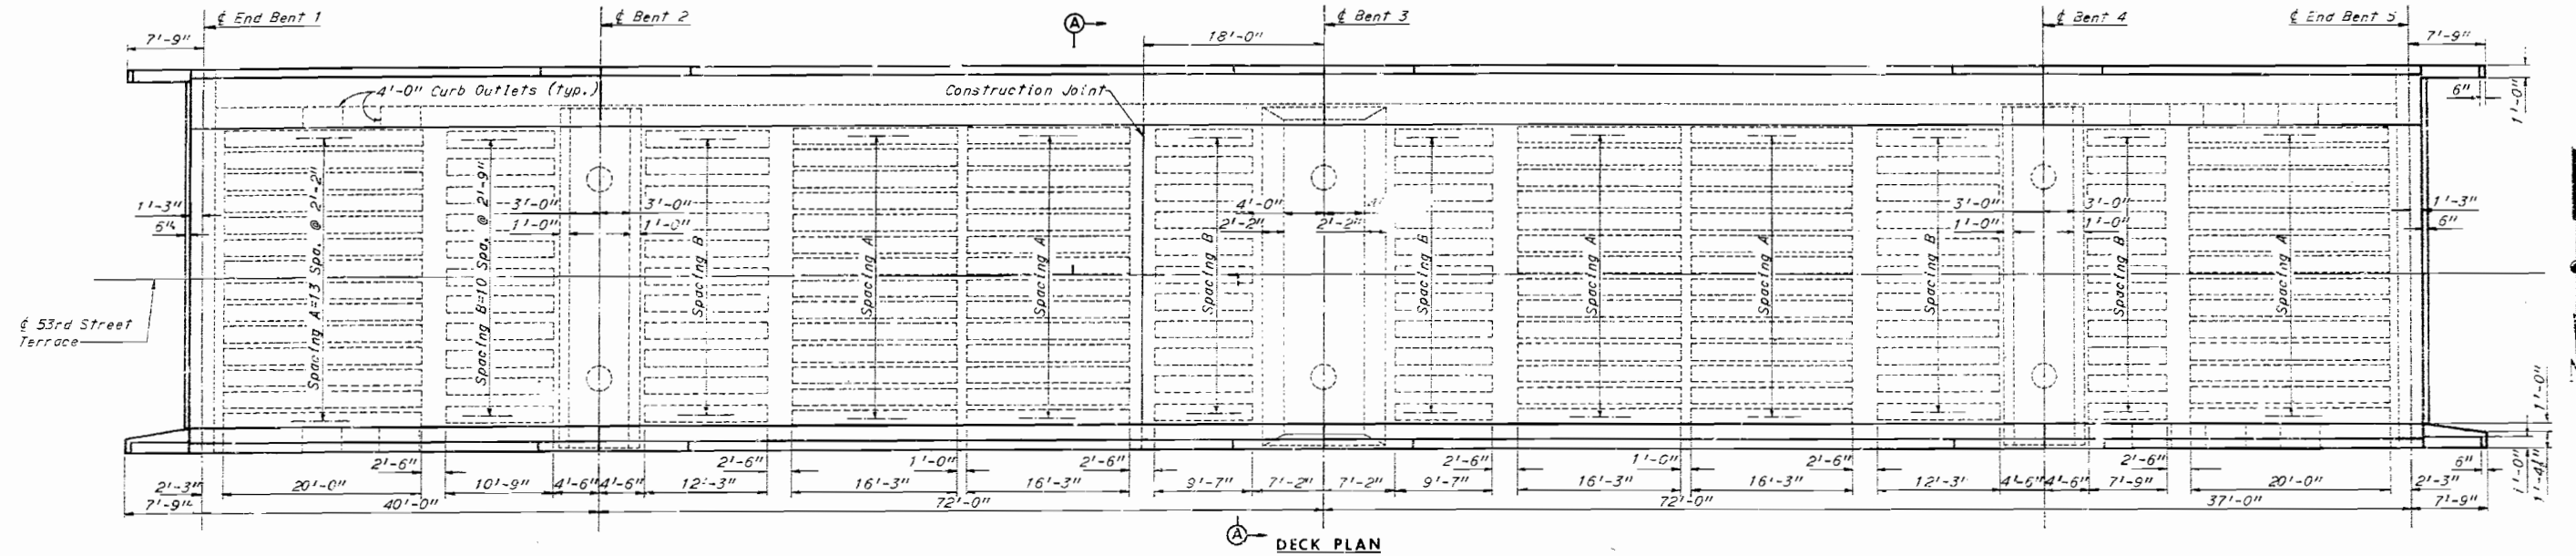 ℄ End Bent 1
℄ Bent 2
A
℄ Bent 3
℄ Bent 4
℄ End Bent 5
7'-9"
18'-0"
7'-9"
4'-0" Curb Outlets (typ.)
Construction Joint
6"
1'-0"
Spacing A=13 Spa. @ 2'-2"
Spacing B=10 Spa. @ 2'-9"
Spacing B
Spacing A
Spacing A
Spacing B
Spacing B
Spacing A
Spacing A
Spacing B
Spacing B
Spacing A
1'-3"
3'-0"
3'-0"
4'-0"
3'-0"
3'-0"
1'-3"
1'-0"
1'-0"
2'-2"
2'-2"
1'-0"
1'-0"
6"
℄ 53rd Street
Terrace
1'-0"
2'-6"
2'-6"
1'-0"
2'-6"
2'-6"
1'-0"
2'-6"
2'-6"
6"
1'-0"
1'-4½"
2'-3"
20'-0"
10'-9"
4'-6"
4'-6"
12'-3"
16'-3"
16'-3"
9'-7"
7'-2"
7'-2"
9'-7"
16'-3"
16'-3"
12'-3"
4'-6"
4'-6"
7'-9"
20'-0"
2'-3"
7'-9"
40'-0"
72'-0"
72'-0"
37'-0"
7'-9"
A
DECK PLAN